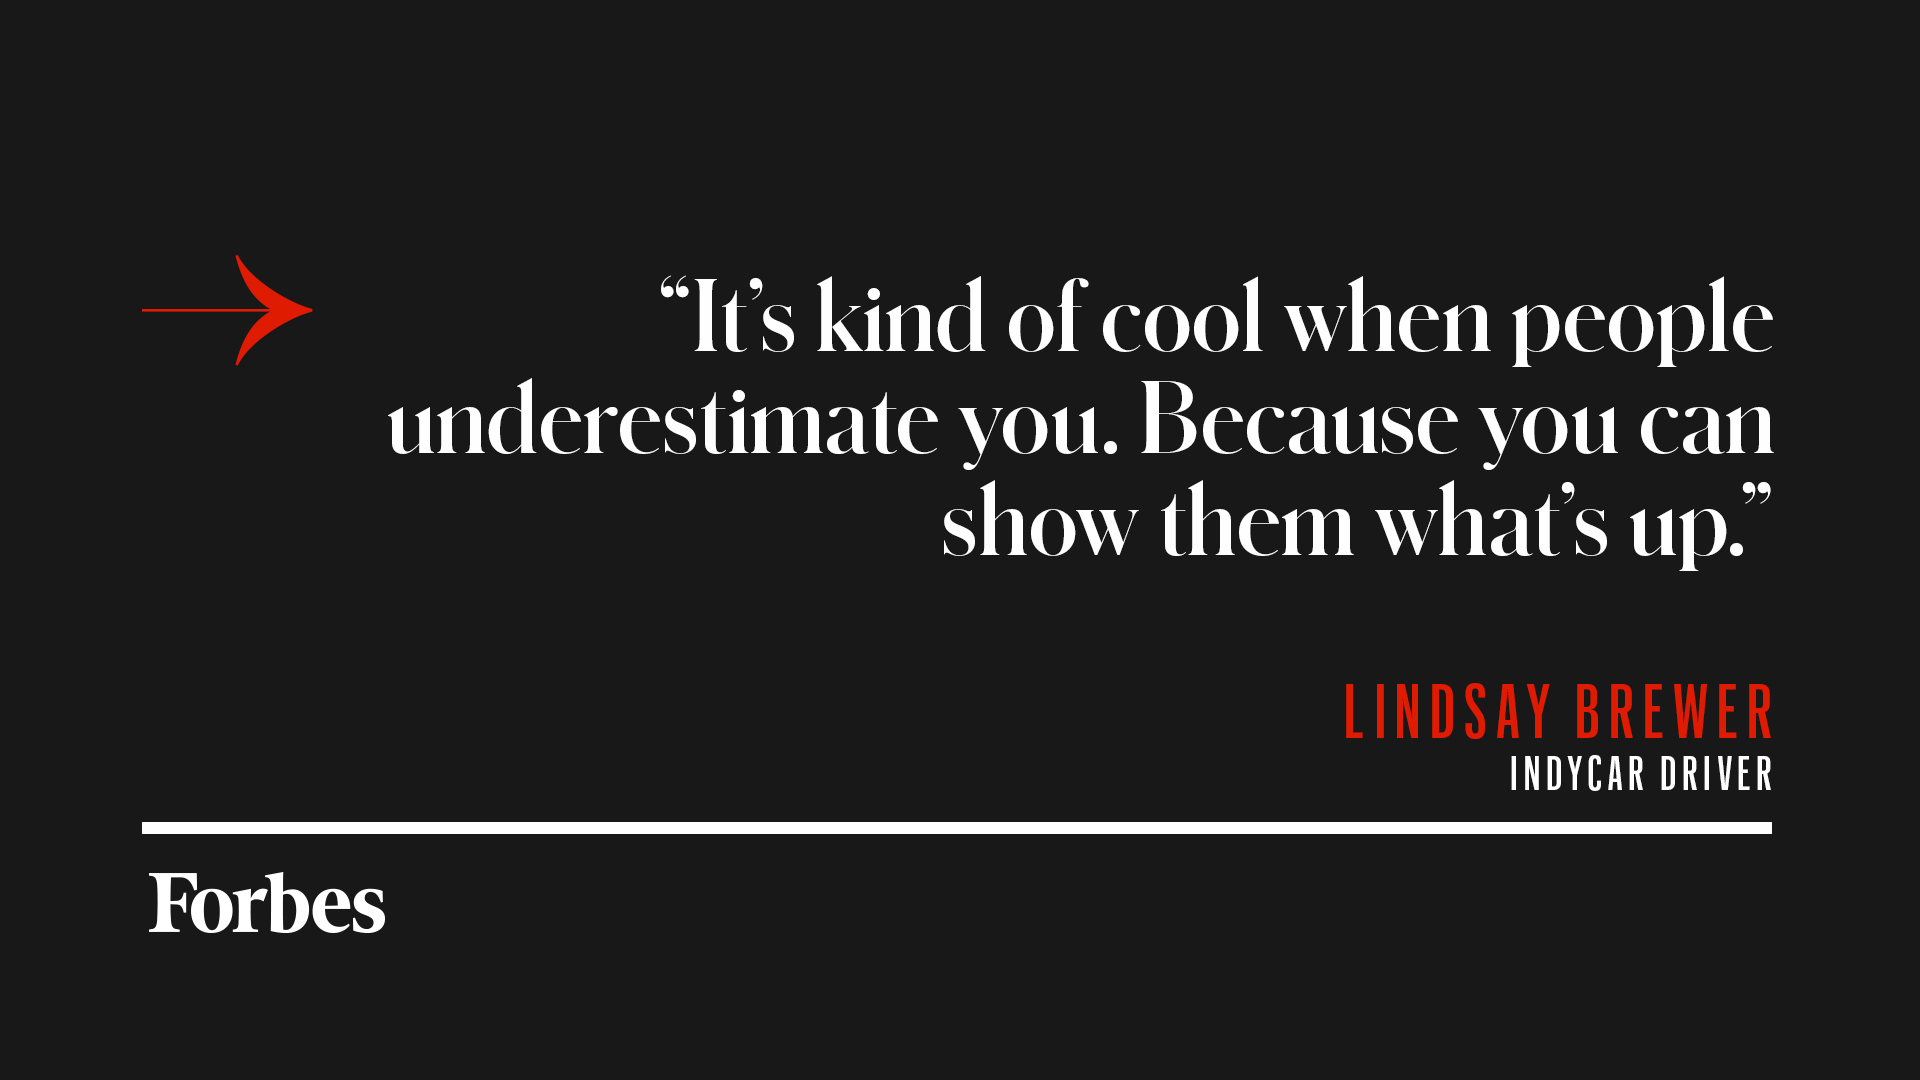 “It’s kind of cool when people
underestimate you. Because you can
show them what’s up.”
LINDSAY BREWER
INDYCAR DRIVER
Forbes